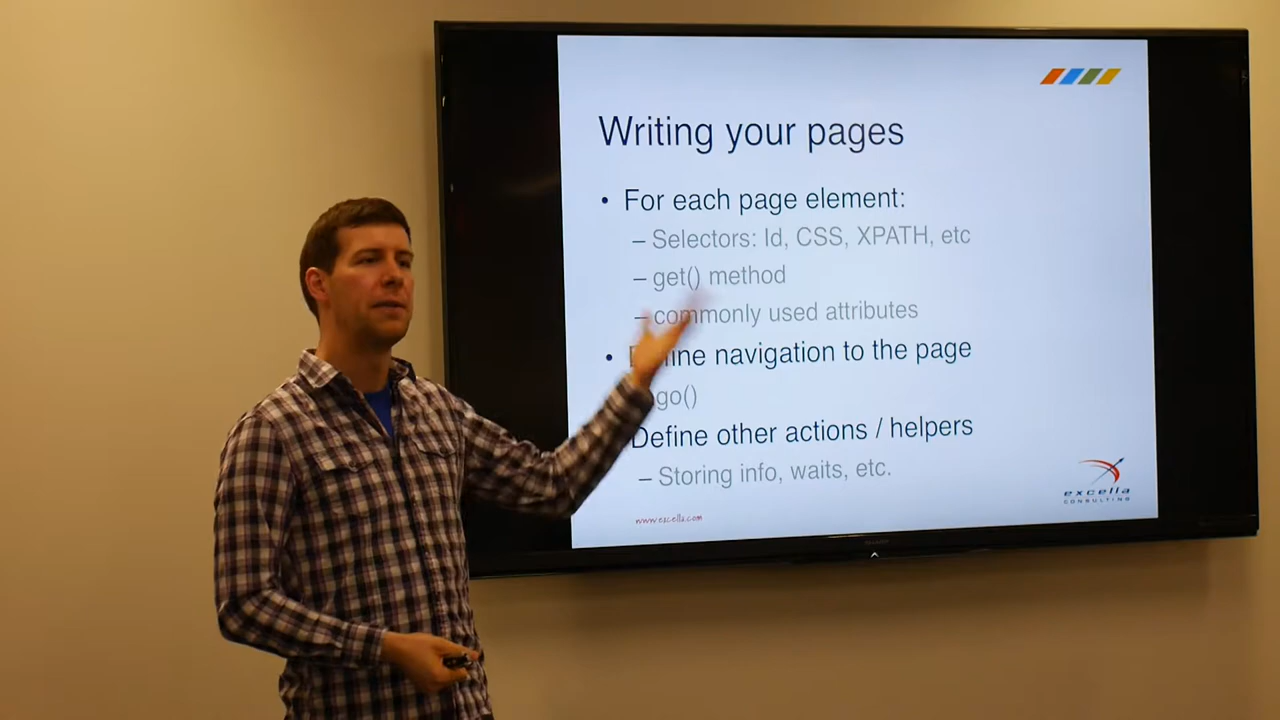 Writing your pages
• For each page element:
– Selectors: Id, CSS, XPATH, etc
– get() method
– commonly used attributes
• Define navigation to the page
go()
Define other actions / helpers
– Storing info, waits, etc.
excella
CONSULTING
www.excella.com
SHARP